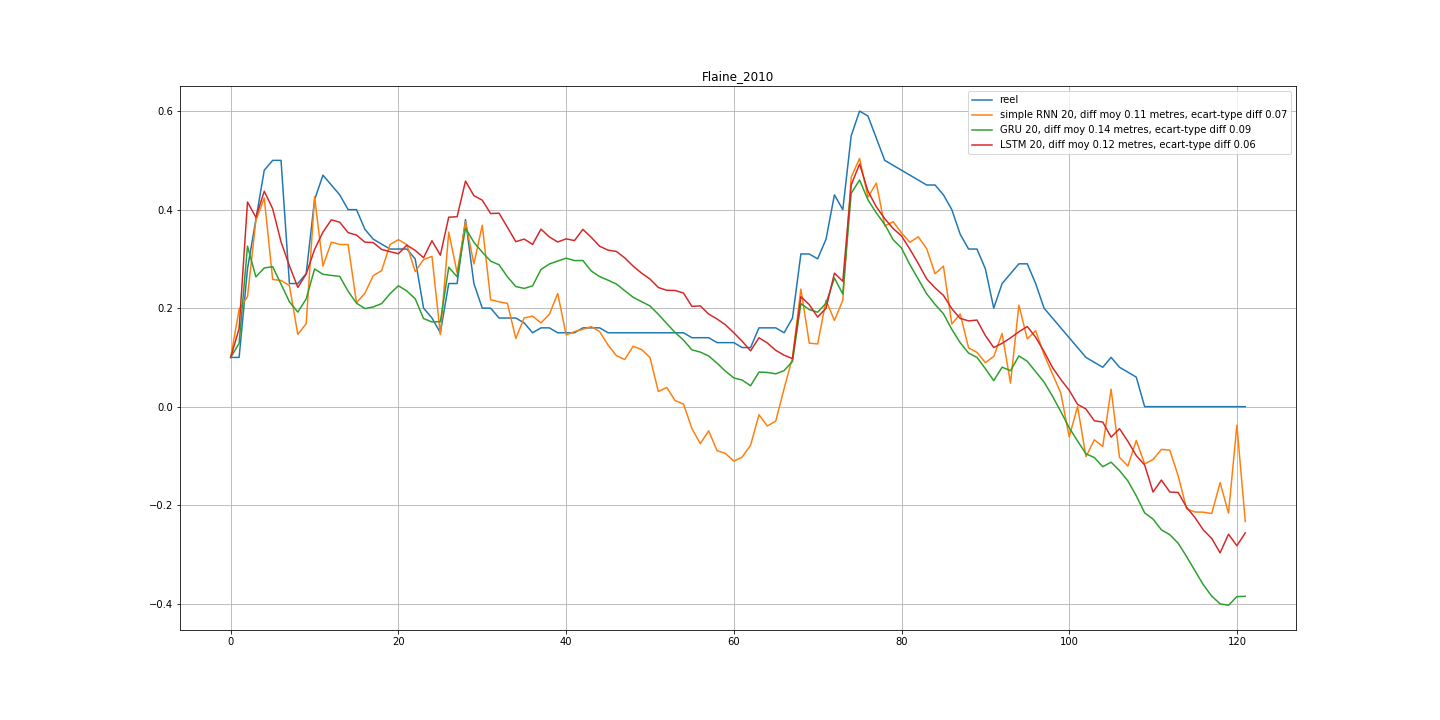 Flaine_2010
reel
simple RNN 20, diff moy 0.11 metres, ecart-type diff 0.07
GRU 20, diff moy 0.14 metres, ecart-type diff 0.09
LSTM 20, diff moy 0.12 metres, ecart-type diff 0.06
0.6
0.4
0.2
0.0
−0.2
−0.4
0 20 40 60 80 100 120